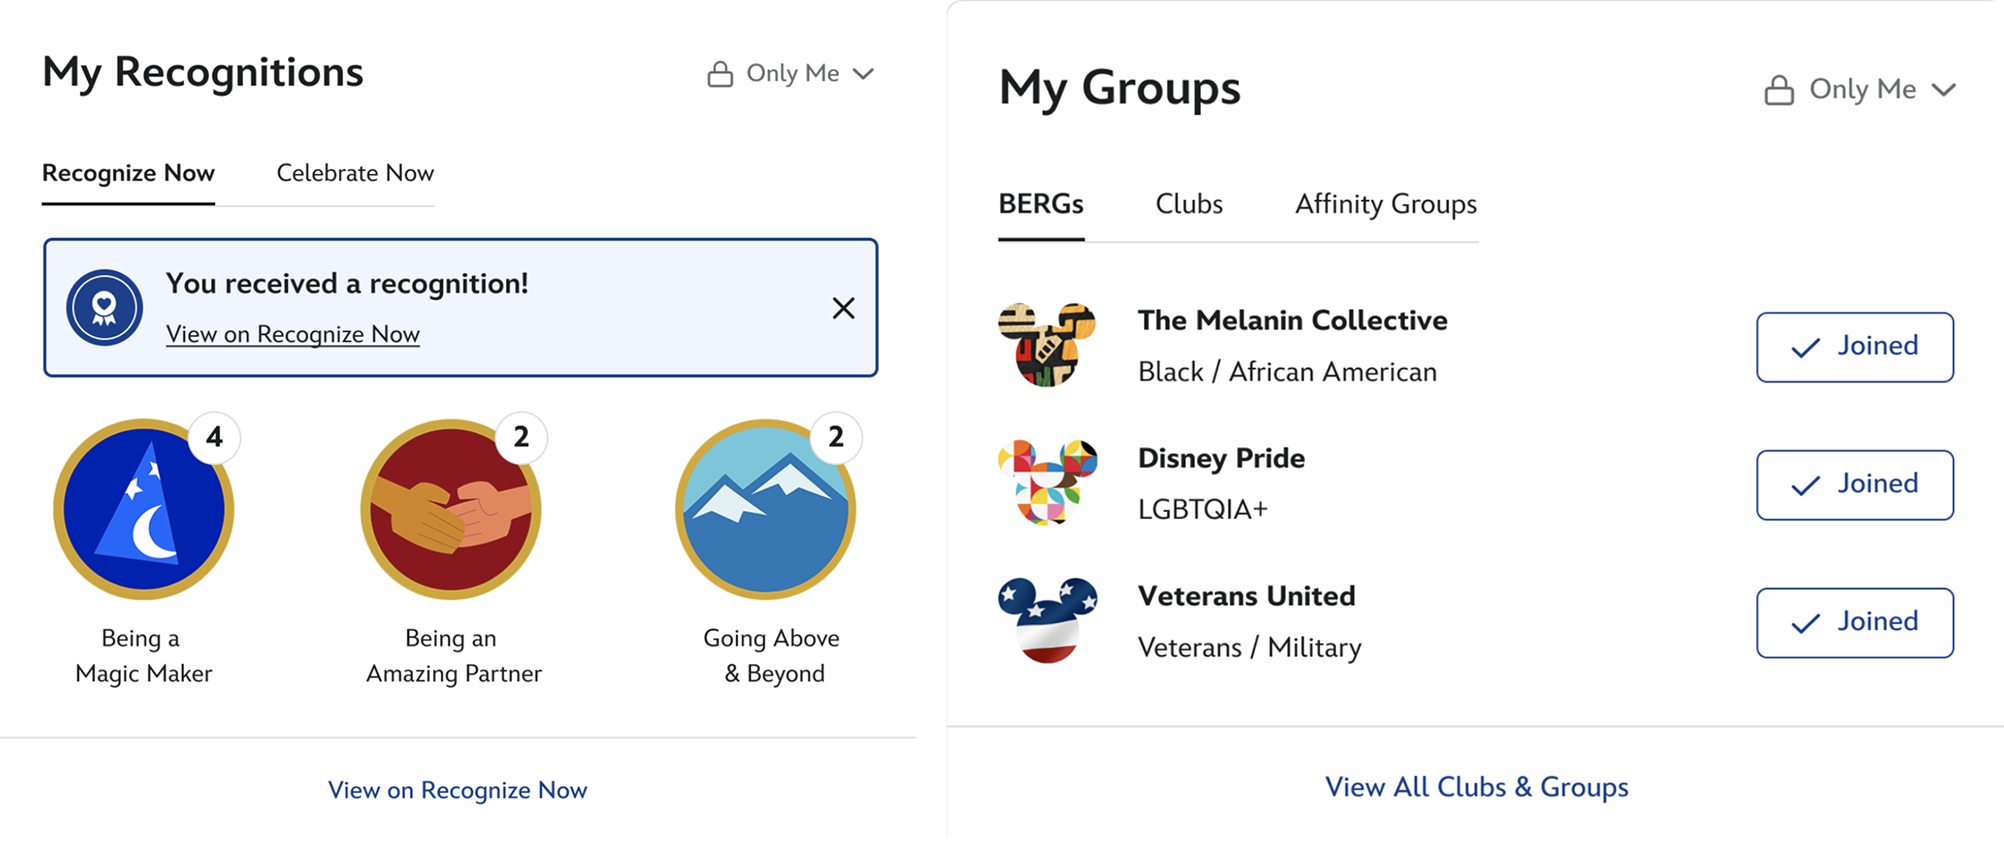 My Recognitions
Only Me
Recognize Now
Celebrate Now
You received a recognition!
View on Recognize Now
4
2
2
Being a
Magic Maker
Being an
Amazing Partner
Going Above
& Beyond
View on Recognize Now
My Groups
Only Me
BERGs
Clubs
Affinity Groups
The Melanin Collective
Black / African American
Joined
Disney Pride
LGBTQIA+
Joined
Veterans United
Veterans / Military
Joined
View All Clubs & Groups